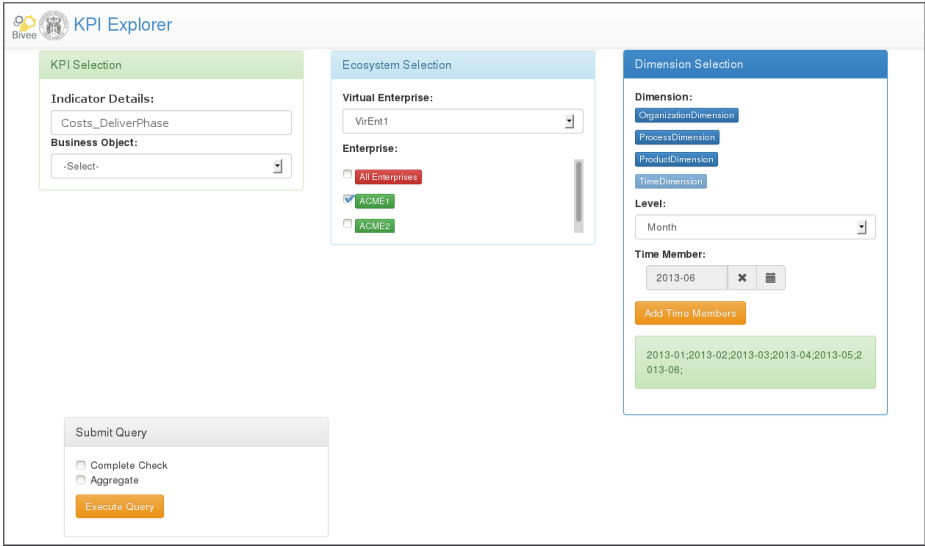 Bivee
KPI Explorer
KPI Selection
Indicator Details:
Costs_DeliverPhase
Business Object:
-Select-
Ecosystem Selection
Virtual Enterprise:
VirEnt1
Enterprise:
All Enterprises
ACME1
ACME2
Dimension Selection
Dimension:
OrganizationDimension
ProcessDimension
ProductDimension
TimeDimension
Level:
Month
Time Member:
2013-06
Add Time Members
2013-01;2013-02;2013-03;2013-04;2013-05;2
013-06;
Submit Query
Complete Check
Aggregate
Execute Query